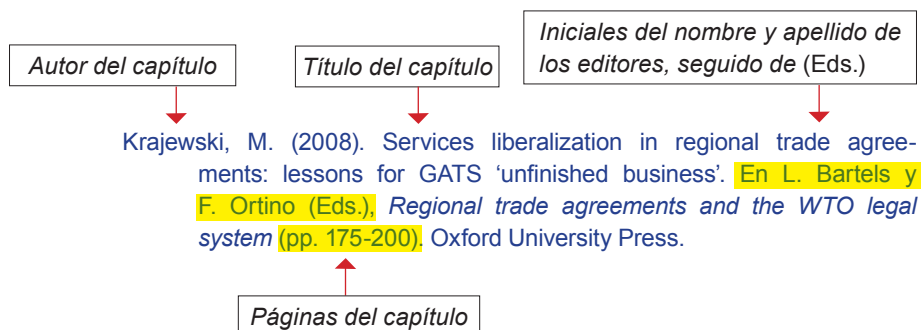 Iniciales del nombre y apellido de
los editores, seguido de (Eds.)
Autor del capítulo
Título del capítulo
Krajewski, M. (2008). Services liberalization in regional trade agree-
ments: lessons for GATS ‘unfinished business’. En L. Bartels y
F. Ortino (Eds.), Regional trade agreements and the WTO legal
system (pp. 175-200). Oxford University Press.
Páginas del capítulo